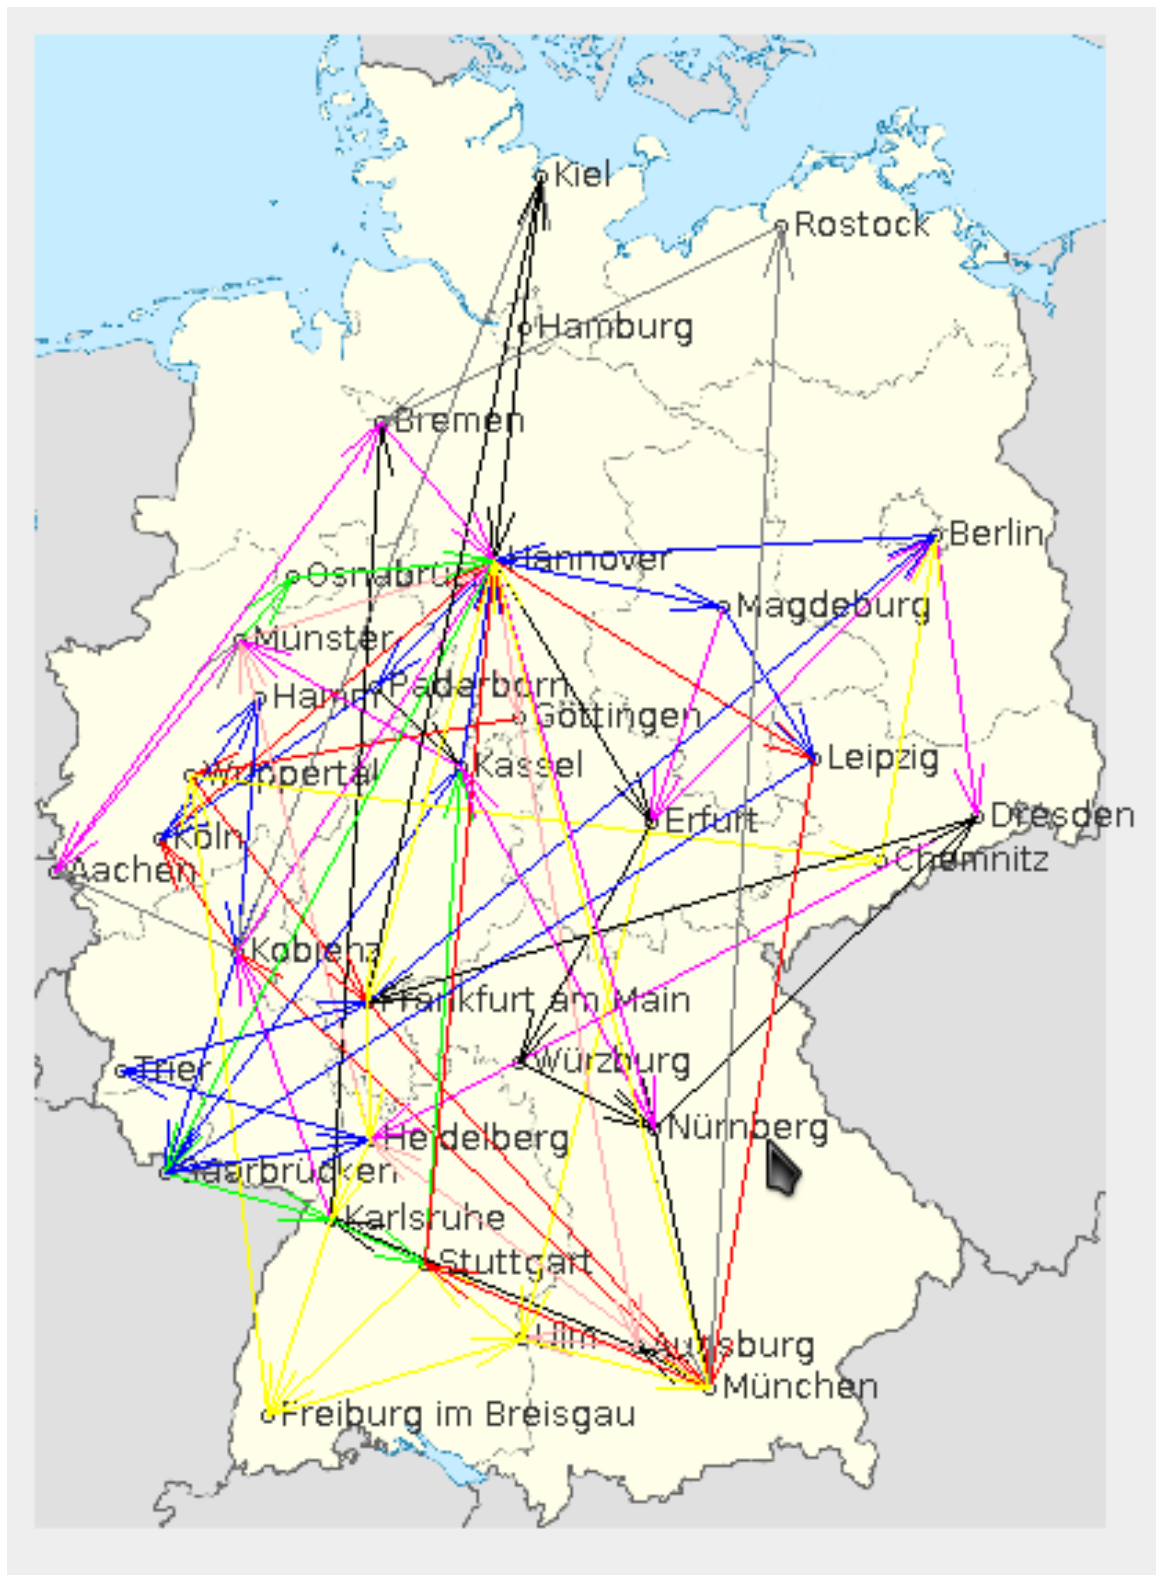 Kiel
Rostock
Hamburg
Bremen
Berlin
Hannover
Osnabrück
Magdeburg
Münster
Hamm
Paderborn
Göttingen
Wuppertal
Kassel
Leipzig
Köln
Erfurt
Dresden
Aachen
Chemnitz
Koblenz
Frankfurt am Main
Trier
Würzburg
Nürnberg
Heidelberg
Saarbrücken
Karlsruhe
Stuttgart
Ulm
Augsburg
München
Freiburg im Breisgau